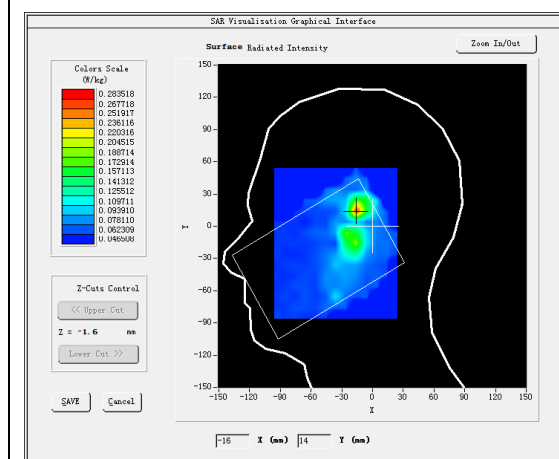 SAR Visualisation Graphical Interface
Surface Radiated Intensity
Zoom In/Out
Colors Scale
(W/kg)
0.283518
0.267718
0.251917
0.236116
0.220316
0.204515
0.188714
0.172914
0.157113
0.141312
0.125512
0.109711
0.093910
0.078110
0.062309
0.046508
150
120
90
60
30
0
-30
-60
-90
-120
-150
Y
-150 -120 -90 -60 -30 0 30 60 90 120 150
X
Z-Cuts Control
<< Upper Cut
Z = -1.6 mm
Lower Cut >>
SAVE Cancel
-16 X (mm) 14 Y (mm)